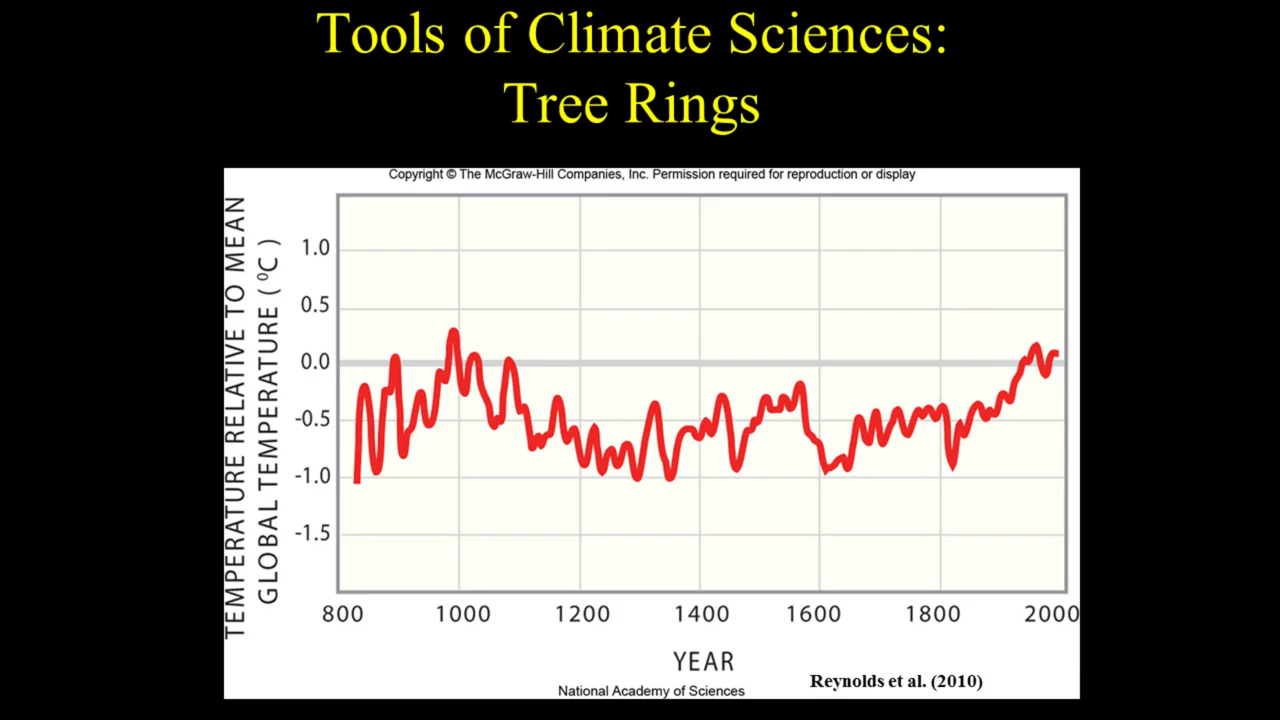 Tools of Climate Sciences:
Tree Rings
Copyright © The McGraw-Hill Companies, Inc. Permission required for reproduction or display
TEMPERATURE RELATIVE TO MEAN
GLOBAL TEMPERATURE (⁰C )
1.0
0.5
0.0
-0.5
-1.0
-1.5
800 1000 1200 1400 1600 1800 2000
YEAR
Reynolds et al. (2010)
National Academy of Sciences